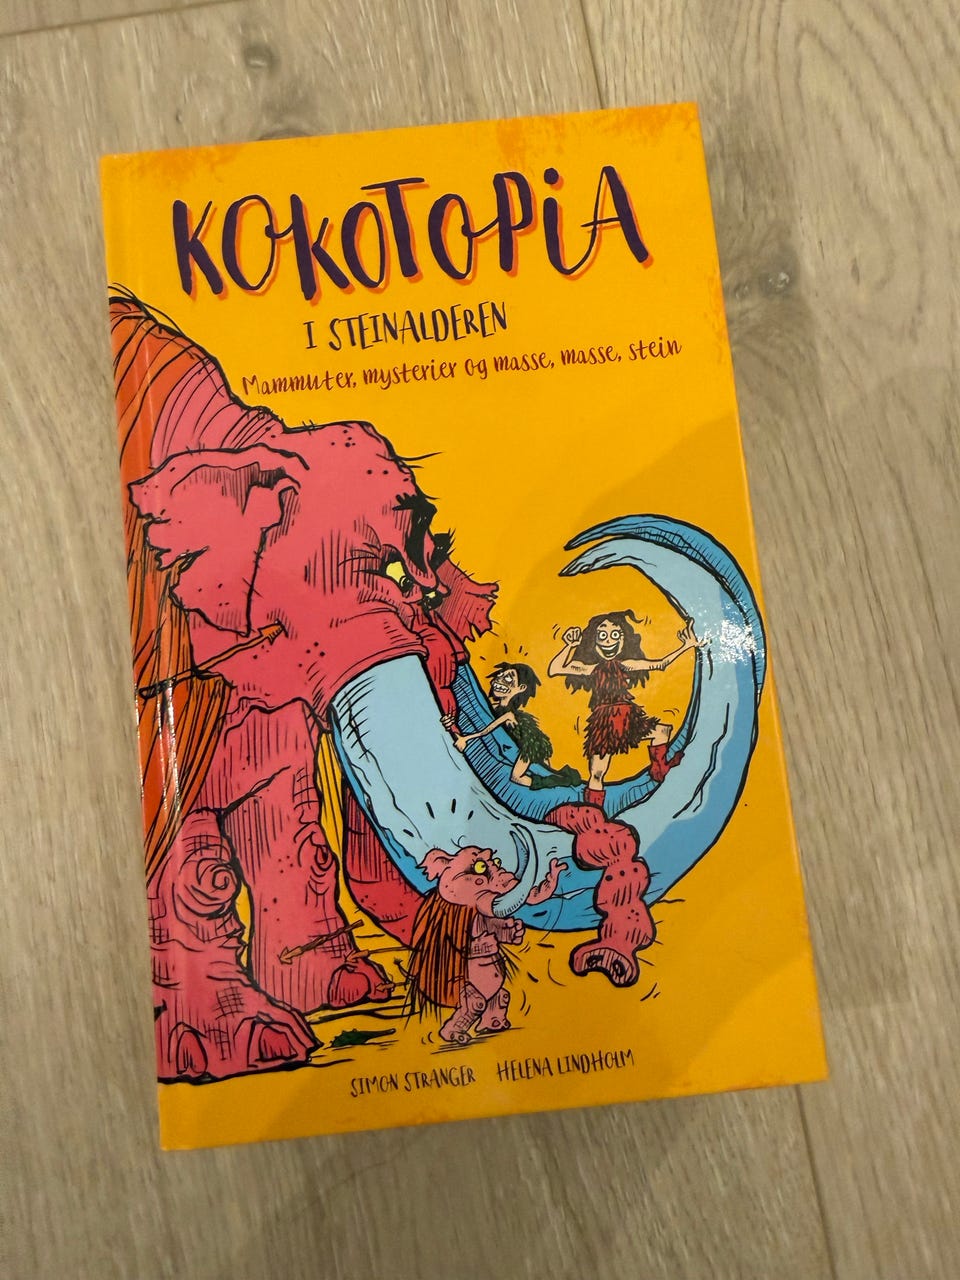 KOKOTOPIA
I STEINALDEREN
Mammuter, mysterier og masse, masse, stein
SIMON STRANGER HELENA LINDHOLM